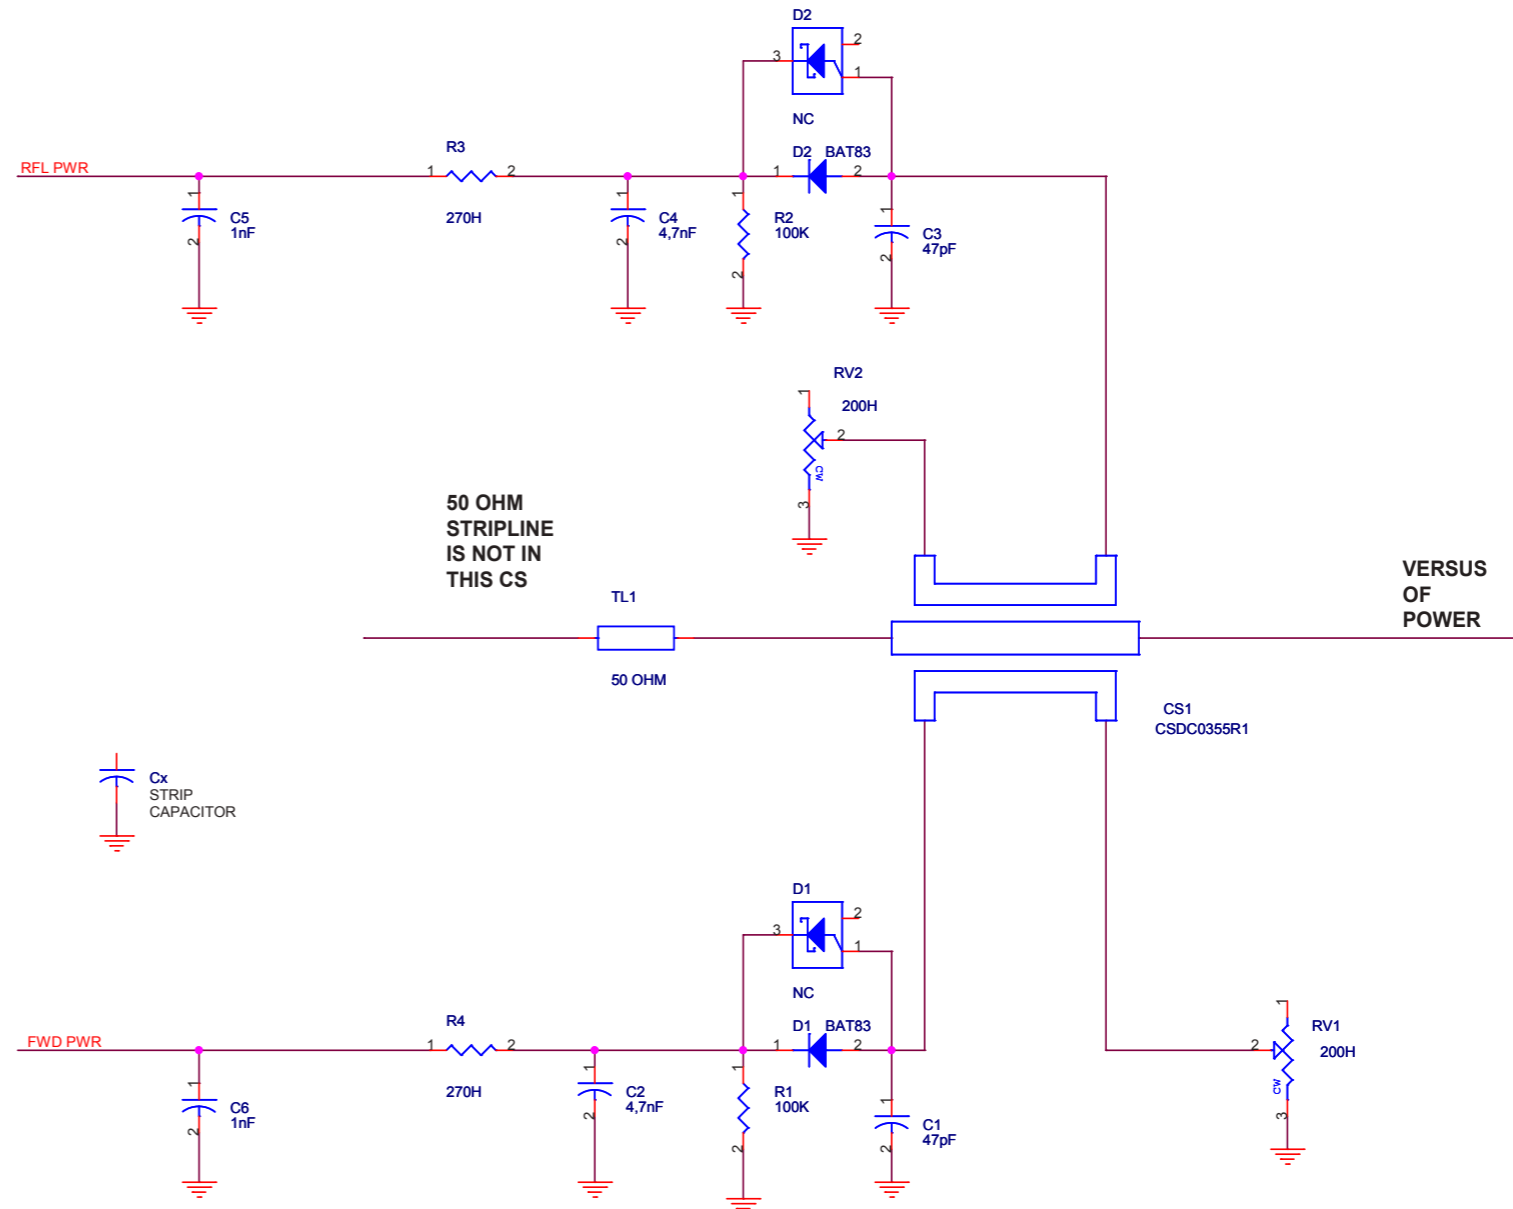 D2
2
3
1
NC
R3
D2 BAT83
RFL PWR
1
2
1
2
1
C5
1nF
2
270H
1
C4
4,7nF
2
1
R2
100K
2
1
C3
47pF
2
RV2
1
200H
2
CW
3
50 OHM
STRIPLINE
IS NOT IN
THIS CS
VERSUS
OF
POWER
TL1
50 OHM
CS1
CSDC0355R1
Cx
STRIP
CAPACITOR
D1
2
3
1
NC
R4
D1 BAT83
FWD PWR
1
2
1
2
1
C6
1nF
2
270H
1
C2
4,7nF
2
1
R1
100K
2
1
C1
47pF
2
1
RV1
2
200H
CW
3